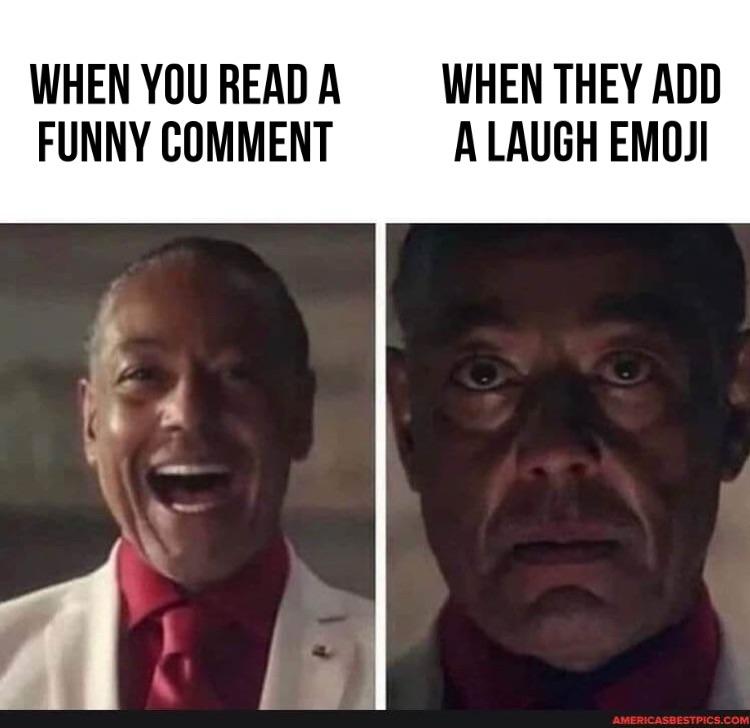 WHEN YOU READ A
FUNNY COMMENT
WHEN THEY ADD
A LAUGH EMOJI
AMERICASBESTPICS.COM